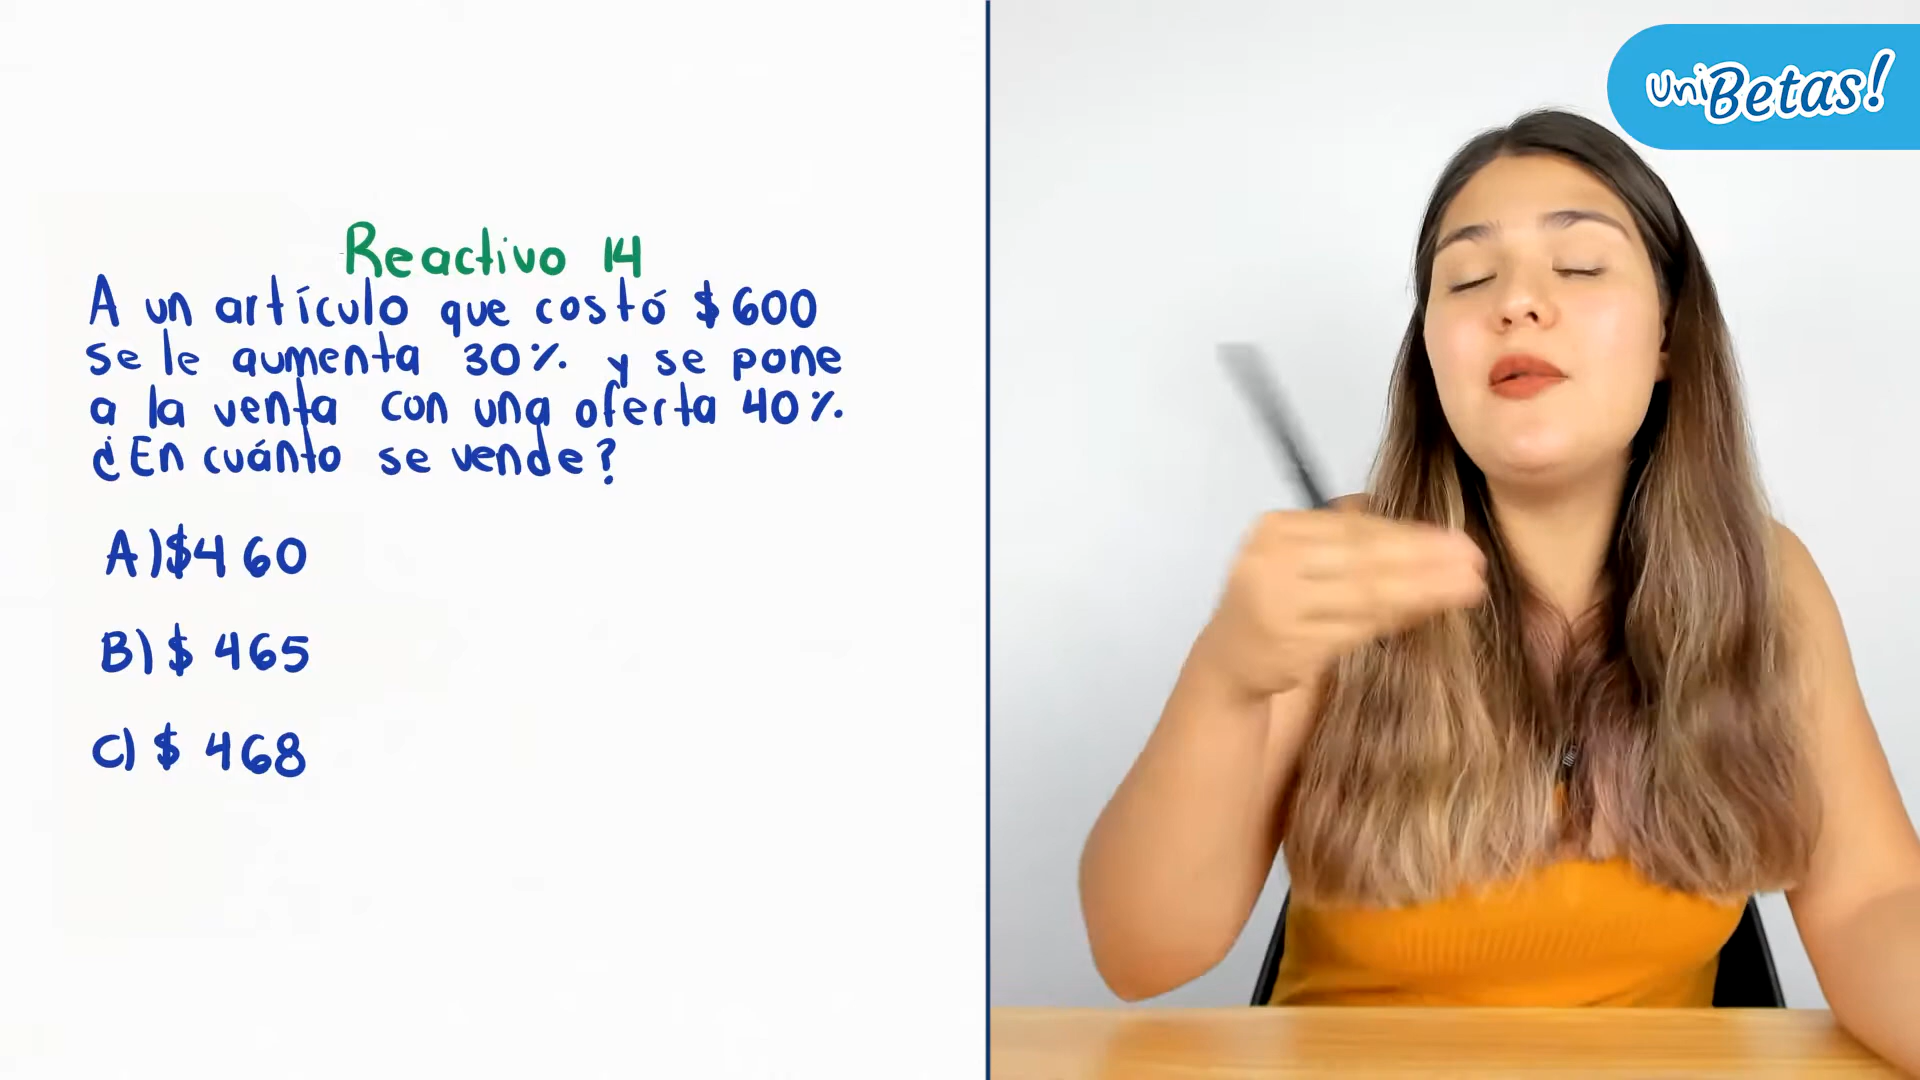 uniBetas!
Reactivo 14
A un artículo que costó $600
se le aumenta 30% y se pone
a la venta con una oferta 40%.
¿En cuánto se vende?
A)$460
B)$ 465
C) $ 468